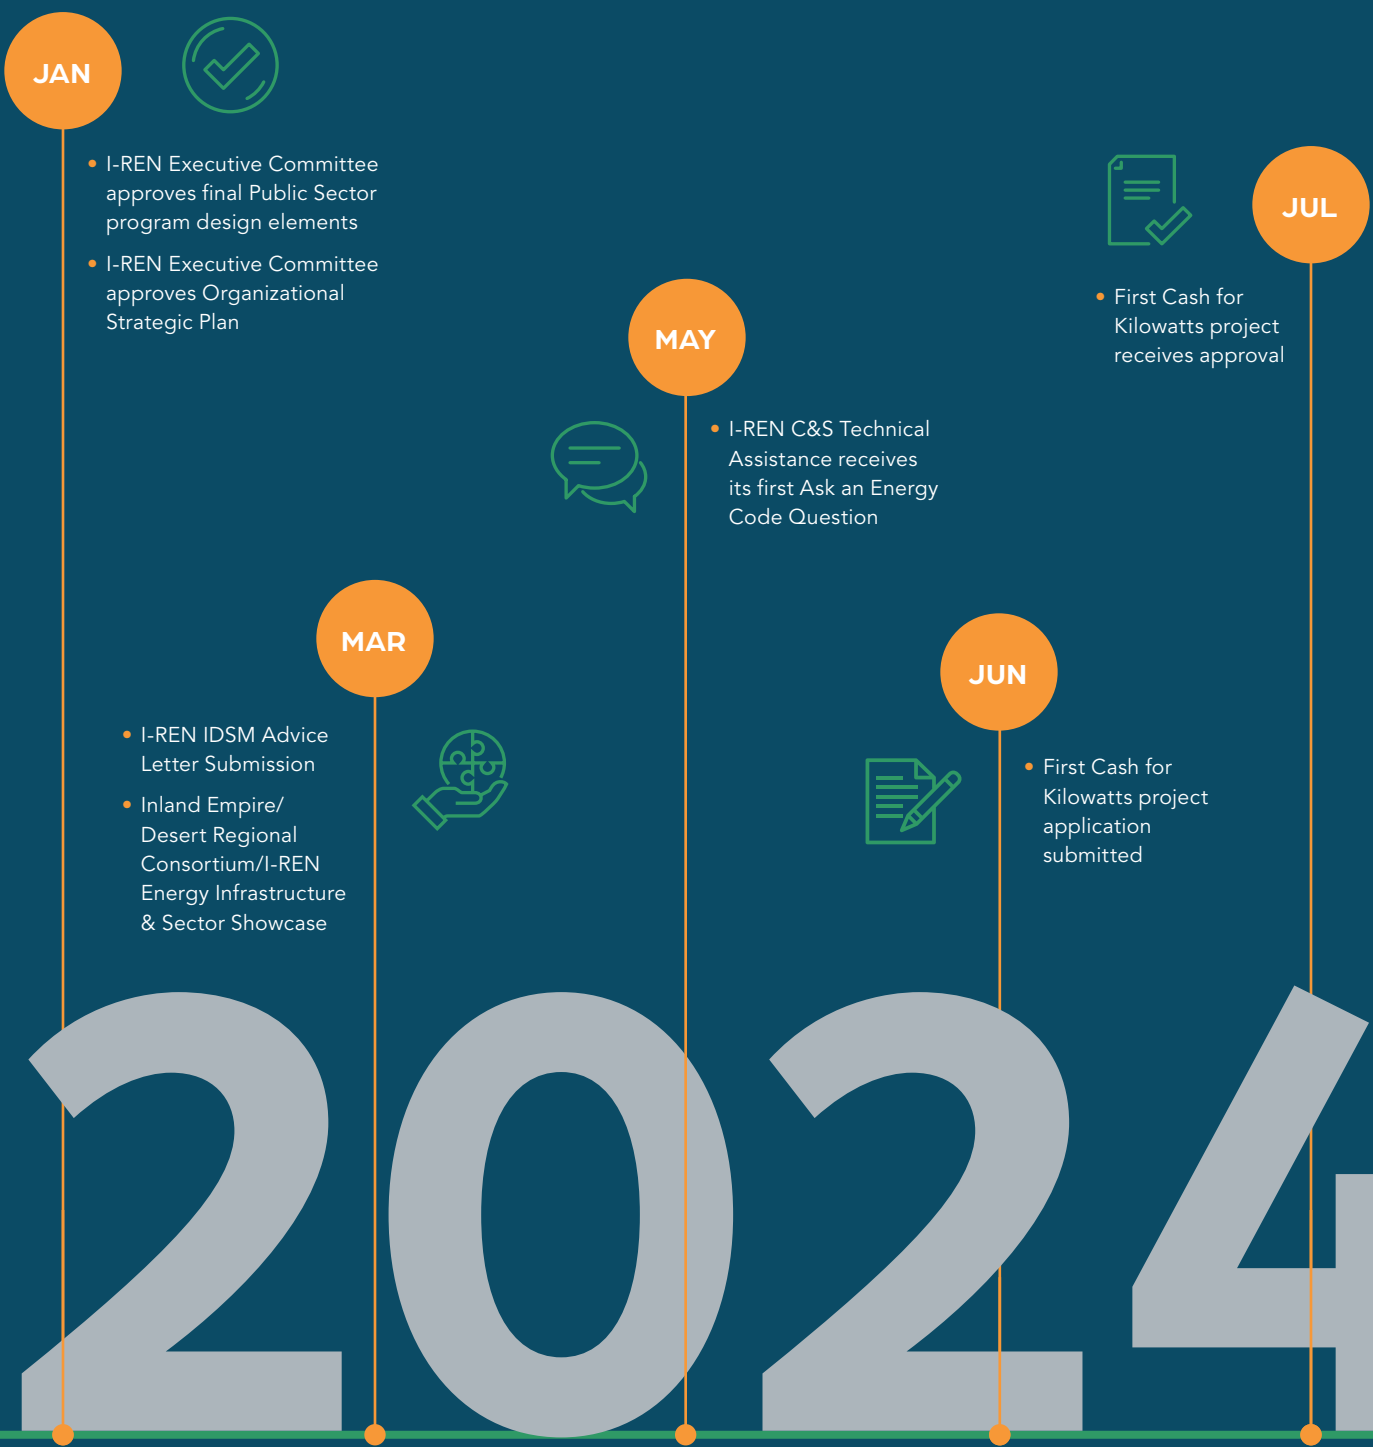 JAN
• I-REN Executive Committee
approves final Public Sector
program design elements
• I-REN Executive Committee
approves Organizational
Strategic Plan
MAR
• I-REN IDSM Advice
Letter Submission
• Inland Empire/
Desert Regional
Consortium/I-REN
Energy Infrastructure
& Sector Showcase
MAY
• I-REN C&S Technical
Assistance receives
its first Ask an Energy
Code Question
JUN
• First Cash for
Kilowatts project
application
submitted
JUL
• First Cash for
Kilowatts project
receives approval
2024